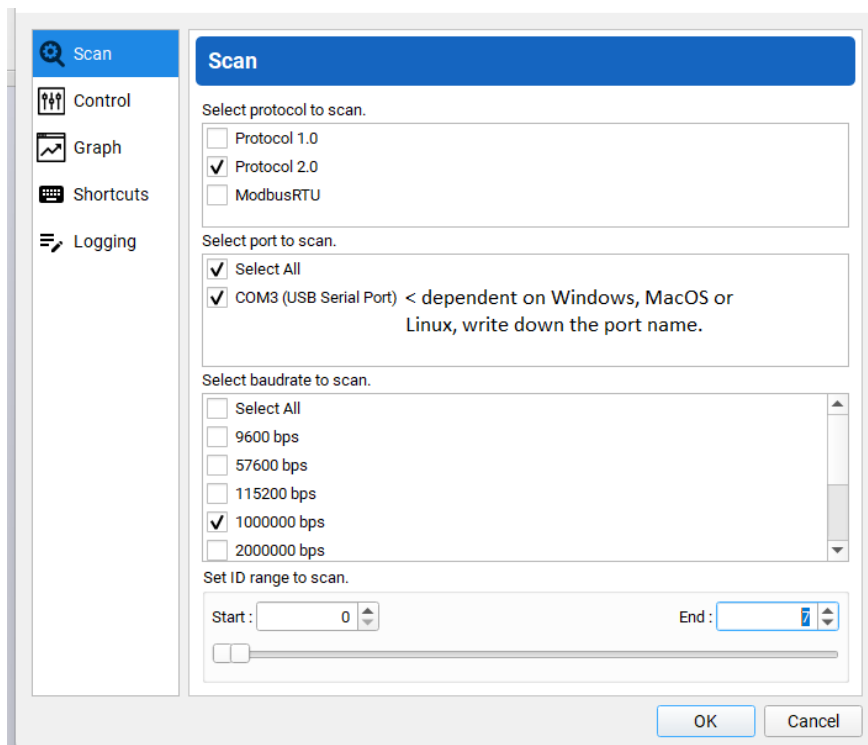 Scan
Control
Graph
Shortcuts
Logging
Scan
Select protocol to scan.
Protocol 1.0
Protocol 2.0
ModbusRTU
Select port to scan.
Select All
COM3 (USB Serial Port) < dependent on Windows, MacOS or
Linux, write down the port name.
Select baudrate to scan.
Select All
9600 bps
57600 bps
115200 bps
1000000 bps
2000000 bps
Set ID range to scan.
Start : 0 End : 7
OK Cancel